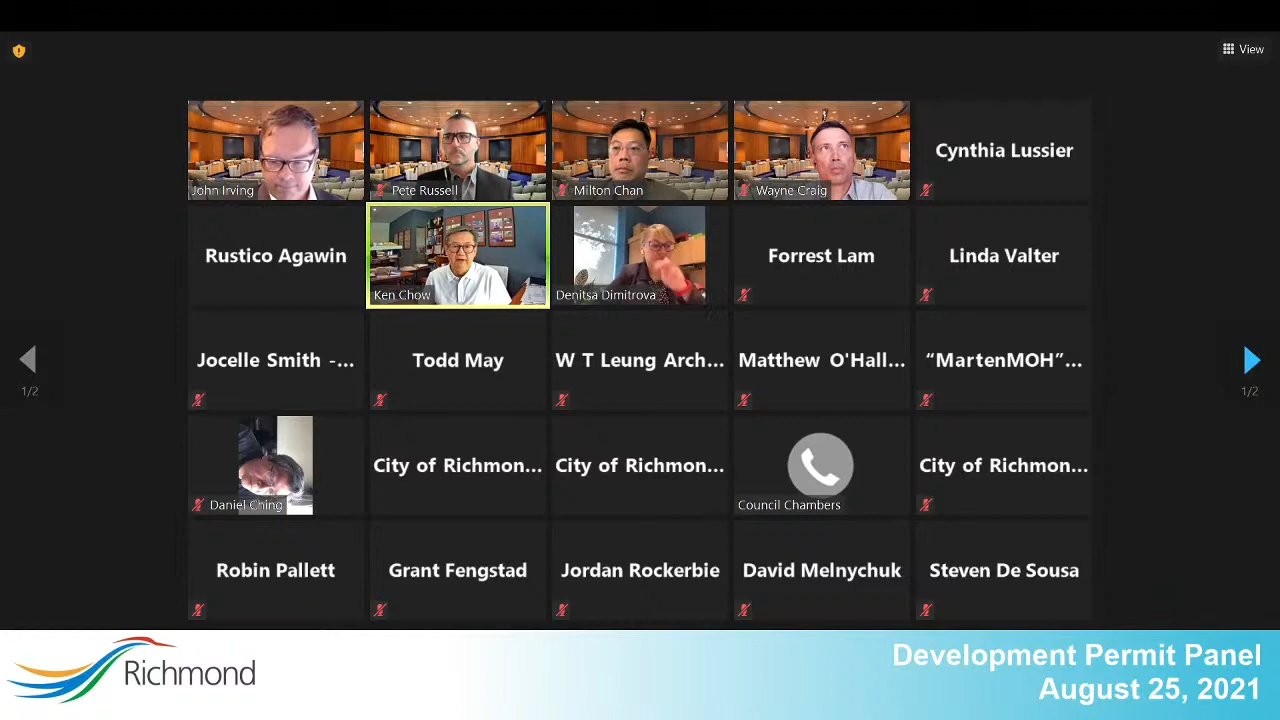 View
John Irving
Pete Russell
Milton Chan
Wayne Craig
Cynthia Lussier
Rustico Agawin
Ken Chow
Denitsa Dimitrova
Forrest Lam
Linda Valter
Jocelle Smith -...
Todd May
W T Leung Arch...
Matthew O'Hall...
“MartenMOH”...
1/2
1/2
Daniel Ching
City of Richmon...
City of Richmon...
Council Chambers
City of Richmon...
Robin Pallett
Grant Fengstad
Jordan Rockerbie
David Melnychuk
Steven De Sousa
Richmond
Development Permit Panel
August 25, 2021